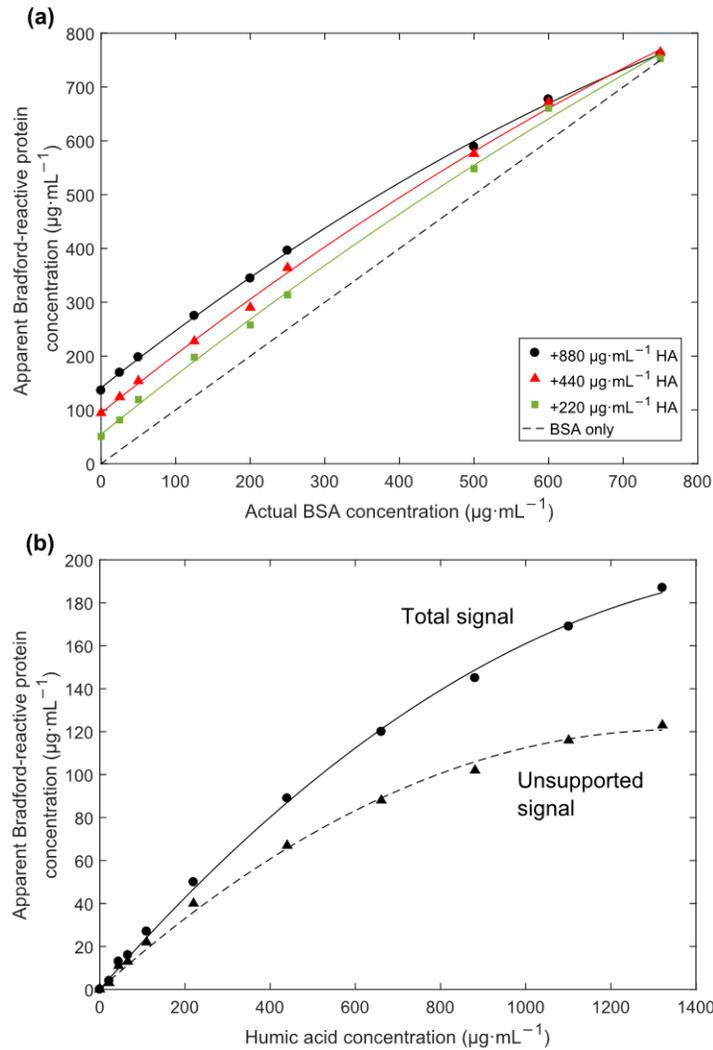 (a)
800
700
600
500
400
300
200
100
0
Apparent Bradford-reactive protein
concentration (µg·mL⁻¹)
+880 µg·mL⁻¹ HA
+440 µg·mL⁻¹ HA
+220 µg·mL⁻¹ HA
BSA only
0 100 200 300 400 500 600 700 800
Actual BSA concentration (µg·mL⁻¹)
(b)
200
180
160
140
120
100
80
60
40
20
0
Apparent Bradford-reactive protein
concentration (µg·mL⁻¹)
Total signal
Unsupported
signal
0 200 400 600 800 1000 1200 1400
Humic acid concentration (µg·mL⁻¹)